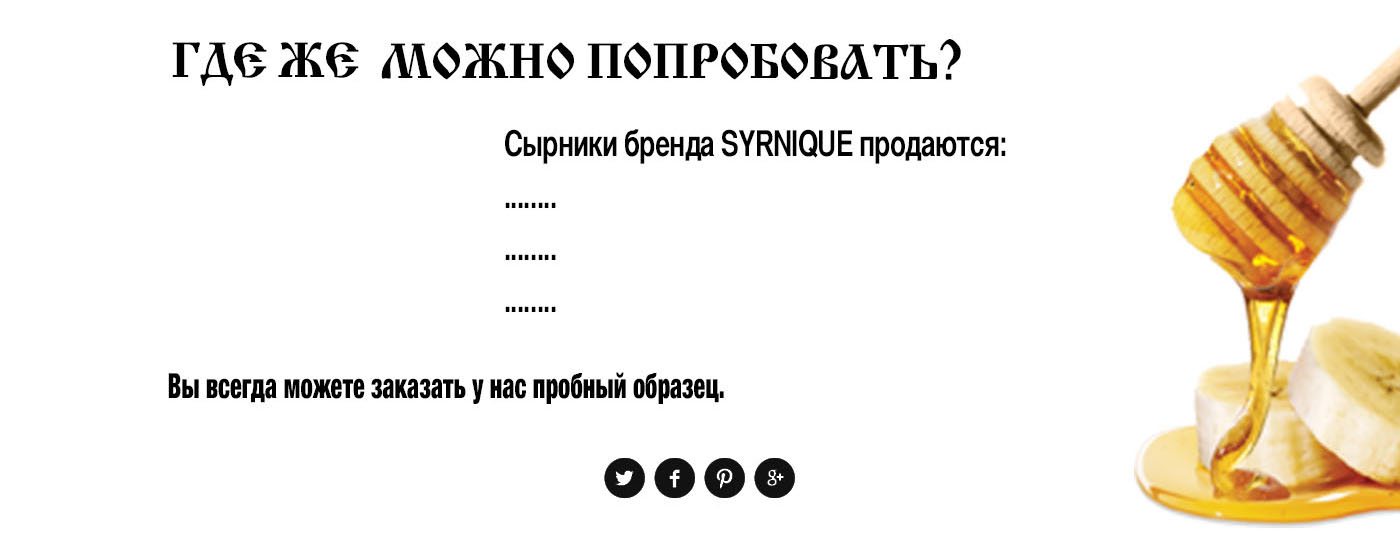 ГДЕ ЖЕ МОЖНО ПОПРОБОВАТЬ?
Сырники бренда SYRNIQUE продаются:
........
........
........
Вы всегда можете заказать у нас пробный образец.